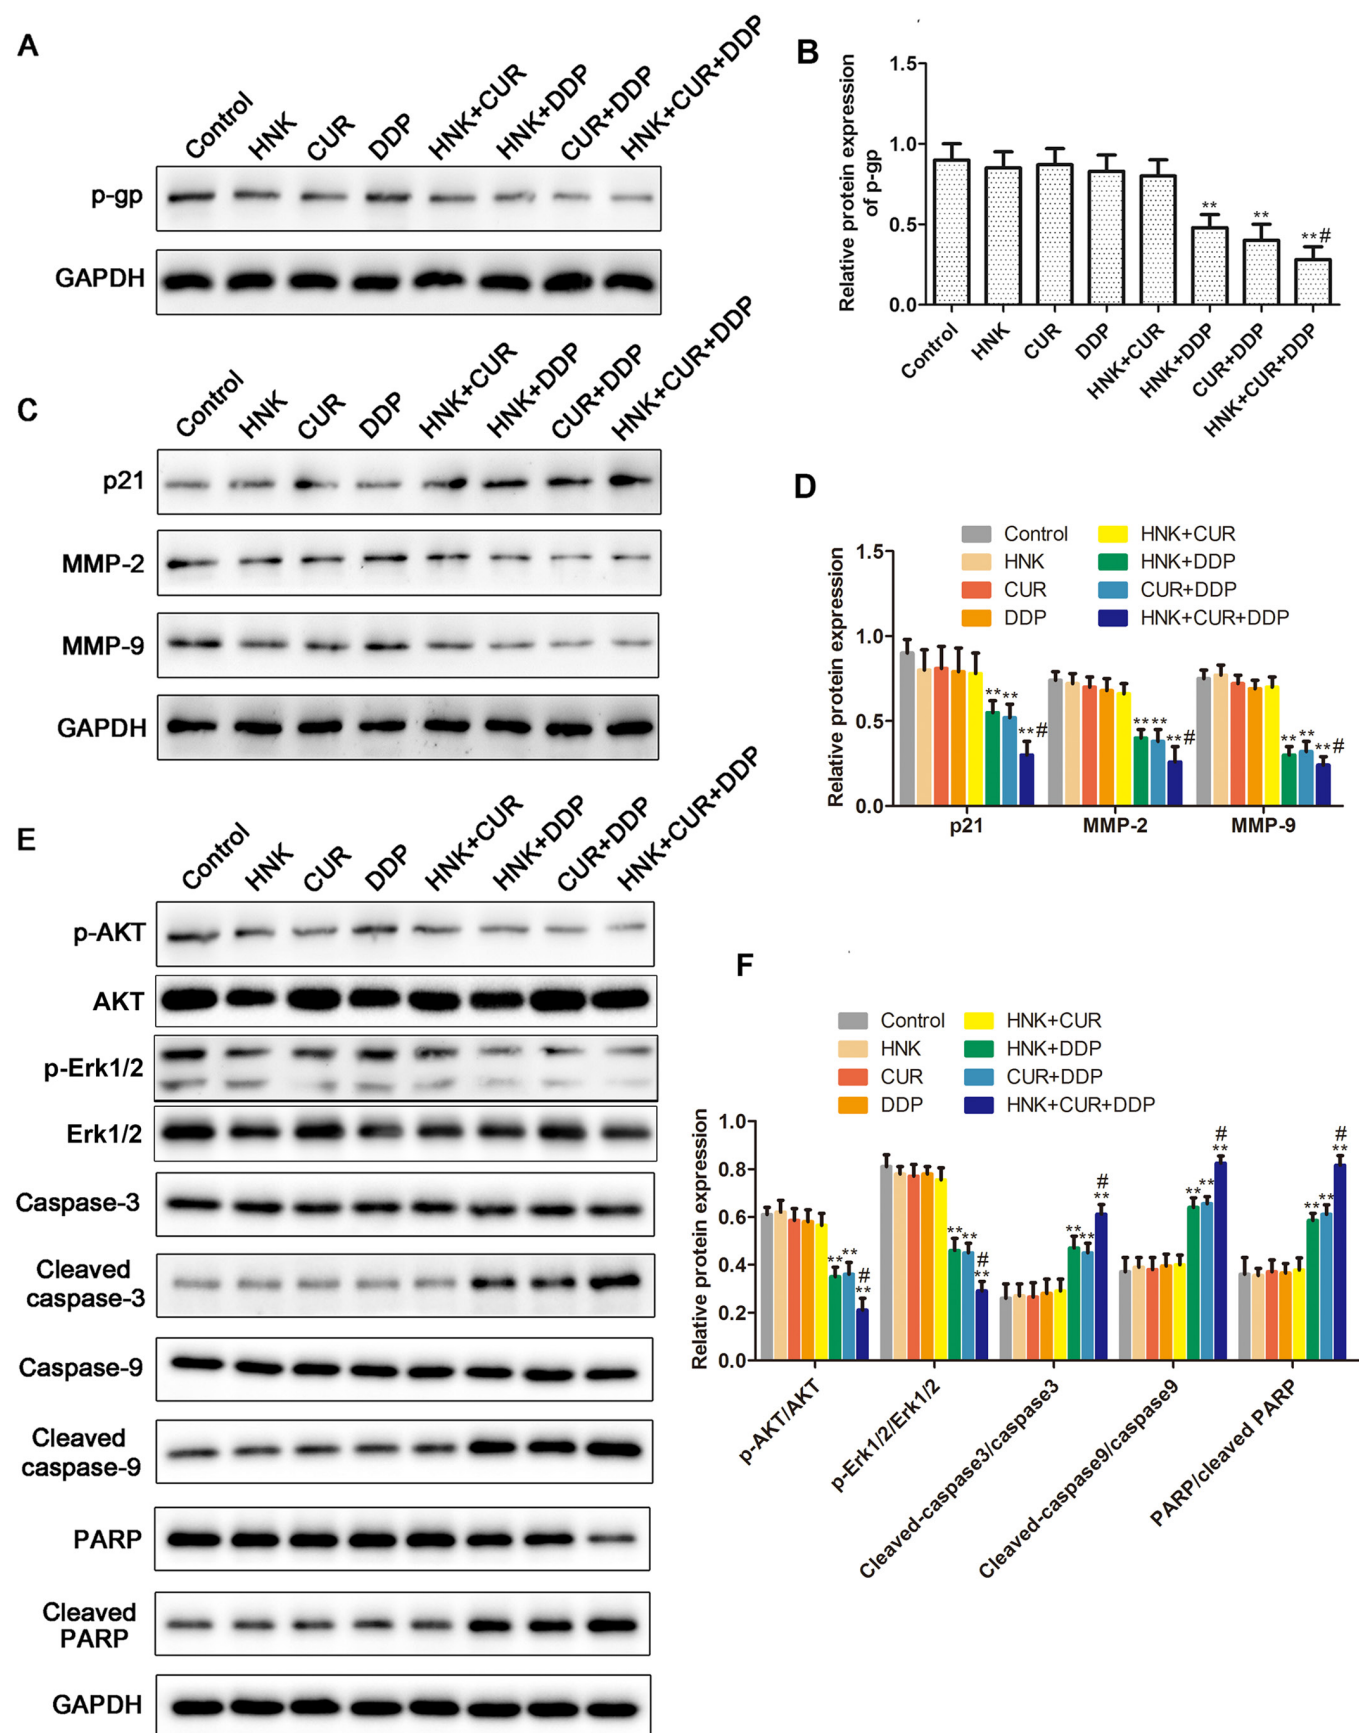 A
Control
HNK
CUR
DDP
HNK+CUR
HNK+DDP
CUR+DDP
HNK+CUR+DDP
p-gp
GAPDH
B
Relative protein expression
of p-gp
1.5
1.0
0.5
0.0
**
**
**#
Control
HNK
CUR
DDP
HNK+CUR
HNK+DDP
CUR+DDP
HNK+CUR+DDP
C
Control
HNK
CUR
DDP
HNK+CUR
HNK+DDP
CUR+DDP
HNK+CUR+DDP
p21
MMP-2
MMP-9
GAPDH
D
Control
HNK
CUR
DDP
HNK+CUR
HNK+DDP
CUR+DDP
HNK+CUR+DDP
Relative protein expression
1.5
1.0
0.5
0.0
** **
**#
** **
**#
** **
**#
p21
MMP-2
MMP-9
E
Control
HNK
CUR
DDP
HNK+CUR
HNK+DDP
CUR+DDP
HNK+CUR+DDP
p-AKT
AKT
p-Erk1/2
Erk1/2
Caspase-3
Cleaved
caspase-3
Caspase-9
Cleaved
caspase-9
PARP
Cleaved
PARP
GAPDH
F
Control
HNK
CUR
DDP
HNK+CUR
HNK+DDP
CUR+DDP
HNK+CUR+DDP
Relative protein expression
1.0
0.8
0.6
0.4
0.2
0.0
** **
#
**
** **
#
**
** **
#
**
** **
#
**
** **
#
**
p-AKT/AKT
p-Erk1/2/Erk1/2
Cleaved-caspase3/caspase3
Cleaved-caspase9/caspase9
PARP/cleaved PARP